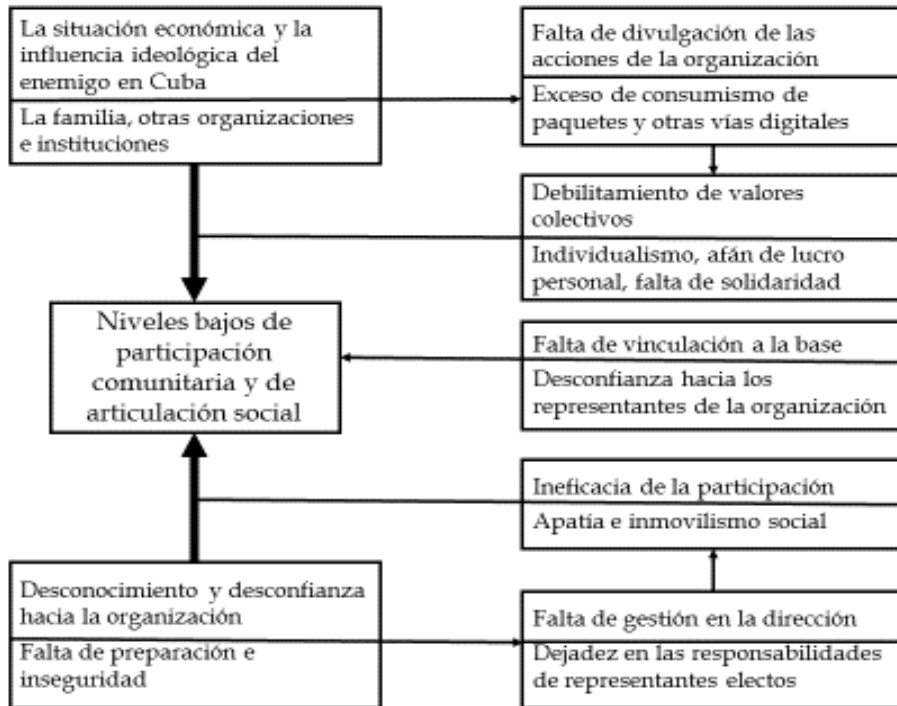 La situación económica y la
influencia ideológica del
enemigo en Cuba
La familia, otras organizaciones
e instituciones
Falta de divulgación de las
acciones de la organización
Exceso de consumismo de
paquetes y otras vías digitales
Debilitamiento de valores
colectivos
Individualismo, afán de lucro
personal, falta de solidaridad
Niveles bajos de
participación
comunitaria y de
articulación social
Falta de vinculación a la base
Desconfianza hacia los
representantes de la organización
Ineficacia de la participación
Apatía e inmovilismo social
Desconocimiento y desconfianza
hacia la organización
Falta de preparación e
inseguridad
Falta de gestión en la dirección
Dejadez en las responsabilidades
de representantes electos